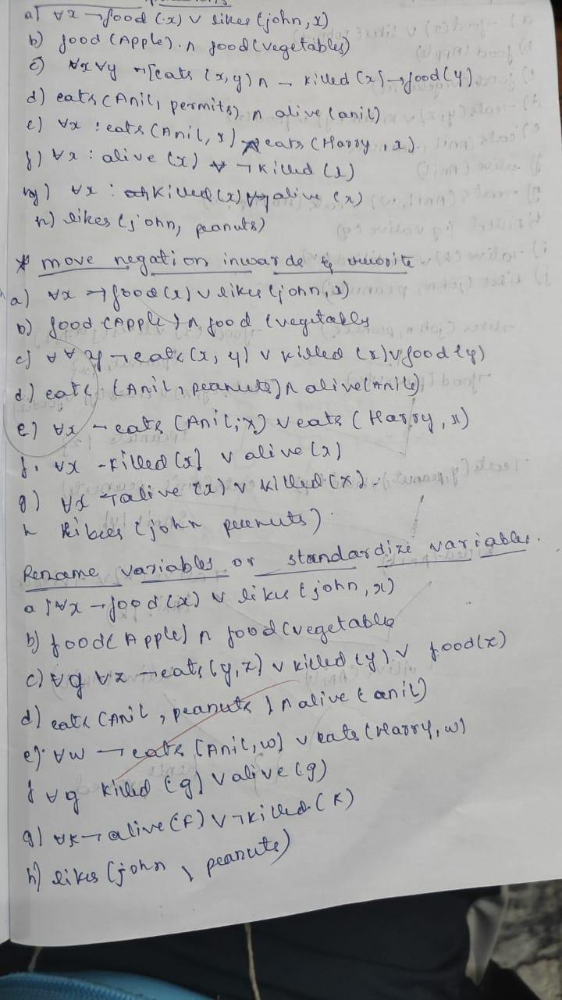 a) ∀x ¬food (x) ∨ likes (john, x)
b) food (Apple) ∧ food (vegetables)
c) ∀x∀y ¬[eats (x, y) ∧ ¬ killed (x)] → food (y)
d) eats (Anil, permits) ∧ alive (anil)
e) ∀x : eats (Anil, x) eats (Harry, x)
f) ∀x : alive (x) ¬killed (x)
g) ∀x : killed (x) alive (x)
h) likes (john, peanuts)
* move negation inwards & rewrite
a) ∀x ¬food (x) ∨ likes (john, x)
b) food (Apple) ∧ food (vegetables
c) ∀ ∀ y ¬eats (x, y) ∨ killed (x) ∨ food (y)
d) eats (Anil, peanuts) ∧ alive (Anil)
e) ∀x ¬ eats (Anil, x) ∨ eats (Harry, x)
f. ∀x -killed [x] ∨ alive (x)
g) ∀x ¬alive (x) ∨ killed (x).
h likes (john peanuts)
Rename variables or standardize variables.
a) ∀x ¬food (x) ∨ like (john, x)
b) food (Apple) ∧ food (vegetable
c) ∀y ∀z ¬eats (y, z) ∨ killed (y) ∨ food(z)
d) eats (Anil, peanuts) ∧ alive (anil)
e). ∀w ¬ eats (Anil, w) ∨ eats (Harry, w)
f ∀g killed (g) ∨ alive (g)
g) ∀k ¬ alive (k) ∨ ¬killed (k)
h) likes (john, peanuts)